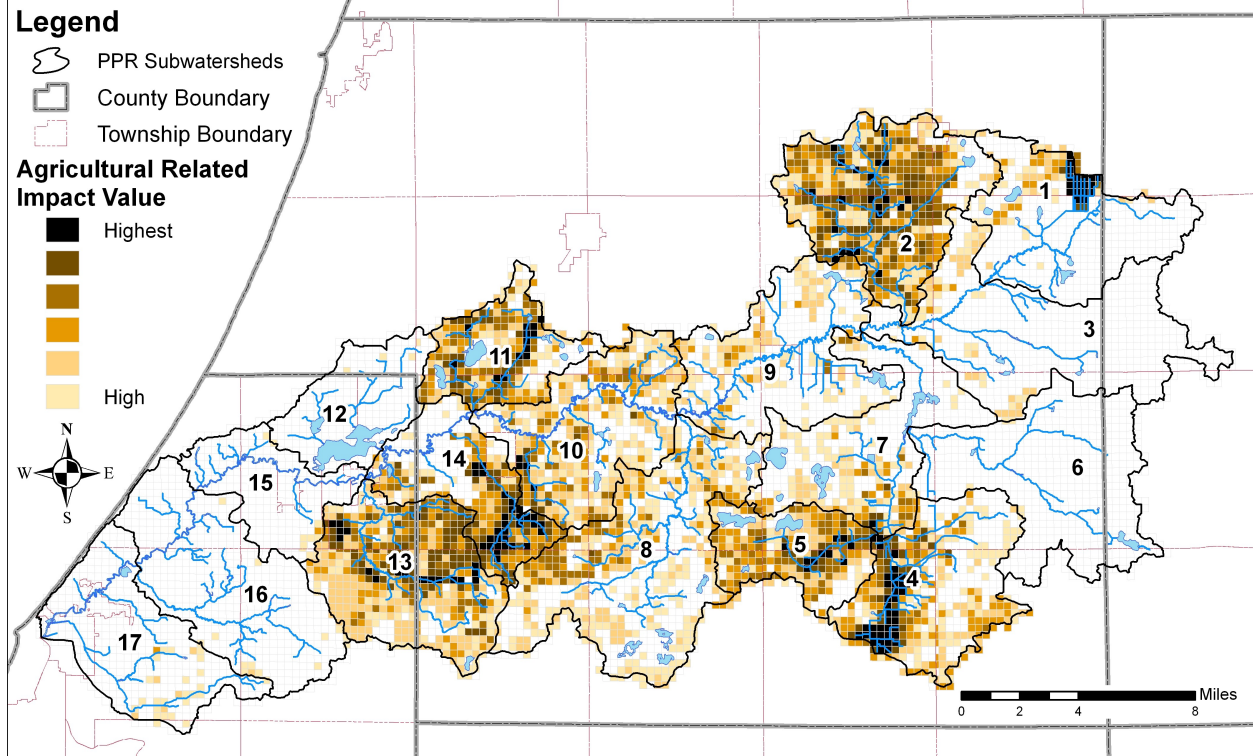 Legend
PPR Subwatersheds
County Boundary
Township Boundary
Agricultural Related
Impact Value
Highest
High
N
W E
S
1
2
3
4
5
6
7
8
9
10
11
12
13
14
15
16
17
Miles
0 2 4 8